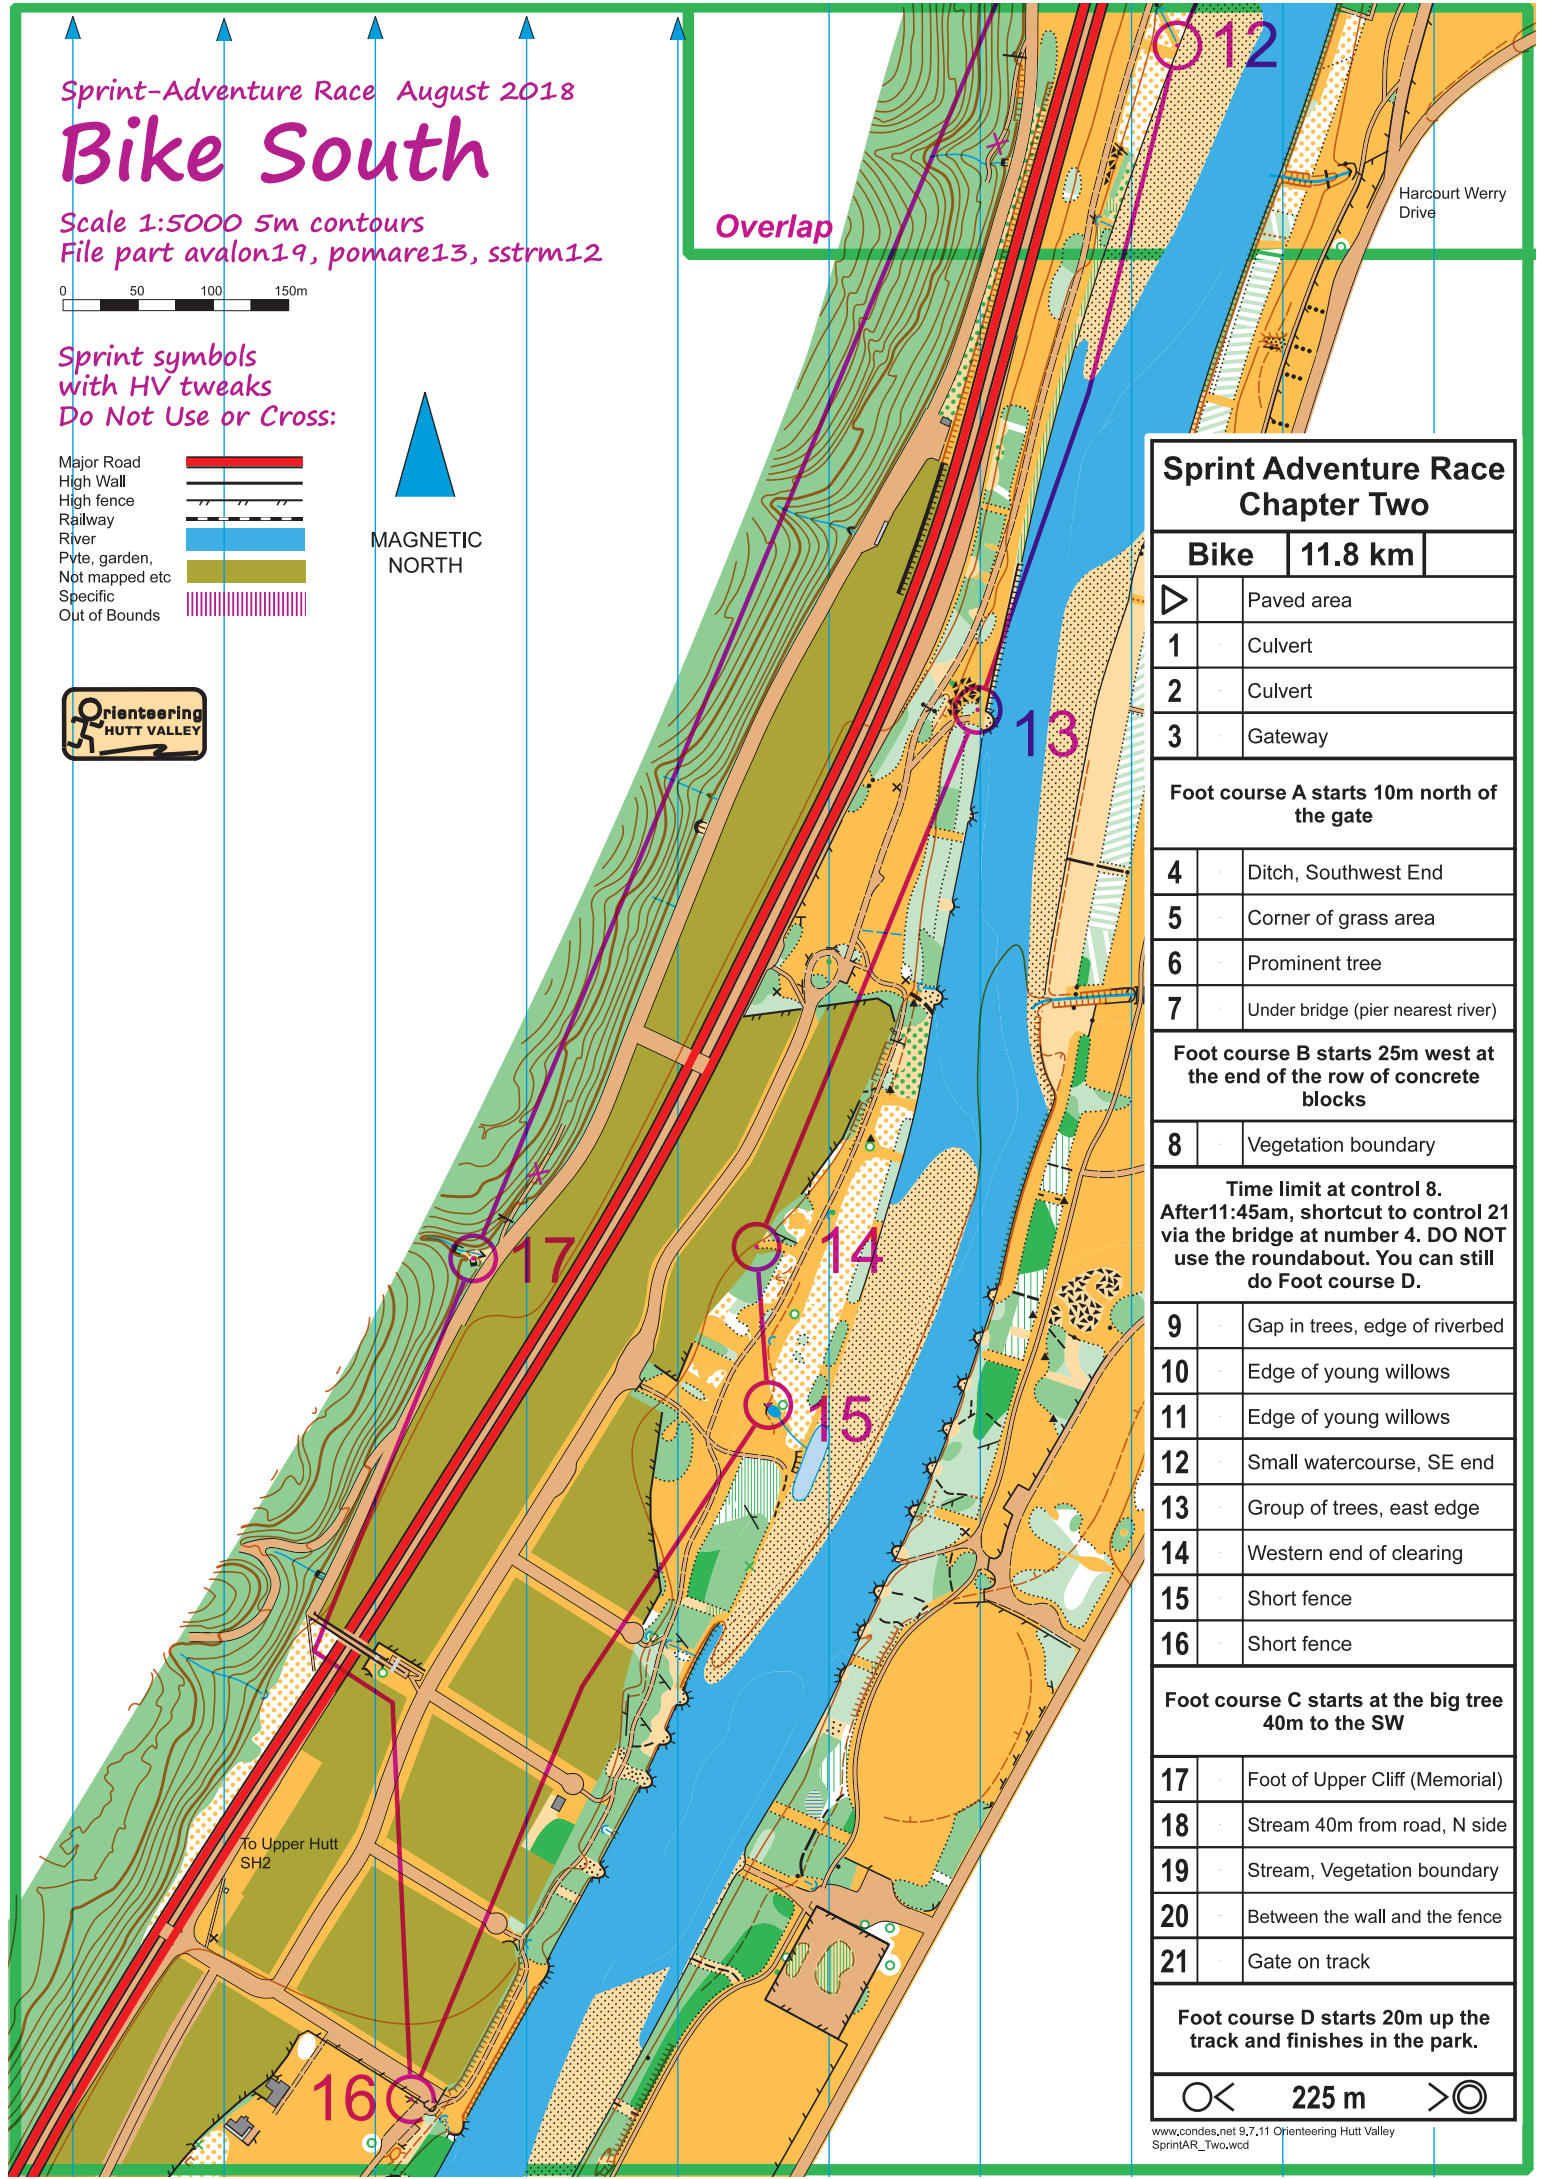 Sprint-Adventure Race August 2018
Bike South
Scale 1:5000 5m contours
File part avalon19, pomare13, sstrm12
0 50 100 150m
Sprint symbols
with HV tweaks
Do Not Use or Cross:
Major Road
High Wall
High fence
Railway
River
Pvte, garden,
Not mapped etc
Specific
Out of Bounds
MAGNETIC
NORTH
Orienteering
HUTT VALLEY
Overlap
12
Harcourt Werry
Drive
13
14
17
15
To Upper Hutt
SH2
16
Sprint Adventure Race
Chapter Two
Bike 11.8 km
Paved area
1 Culvert
2 Culvert
3 Gateway
Foot course A starts 10m north of
the gate
4 Ditch, Southwest End
5 Corner of grass area
6 Prominent tree
7 Under bridge (pier nearest river)
Foot course B starts 25m west at
the end of the row of concrete
blocks
8 Vegetation boundary
Time limit at control 8.
After11:45am, shortcut to control 21
via the bridge at number 4. DO NOT
use the roundabout. You can still
do Foot course D.
9 Gap in trees, edge of riverbed
10 Edge of young willows
11 Edge of young willows
12 Small watercourse, SE end
13 Group of trees, east edge
14 Western end of clearing
15 Short fence
16 Short fence
Foot course C starts at the big tree
40m to the SW
17 Foot of Upper Cliff (Memorial)
18 Stream 40m from road, N side
19 Stream, Vegetation boundary
20 Between the wall and the fence
21 Gate on track
Foot course D starts 20m up the
track and finishes in the park.
225 m
www.condes.net 9.7.11 Orienteering Hutt Valley
SprintAR_Two.wcd